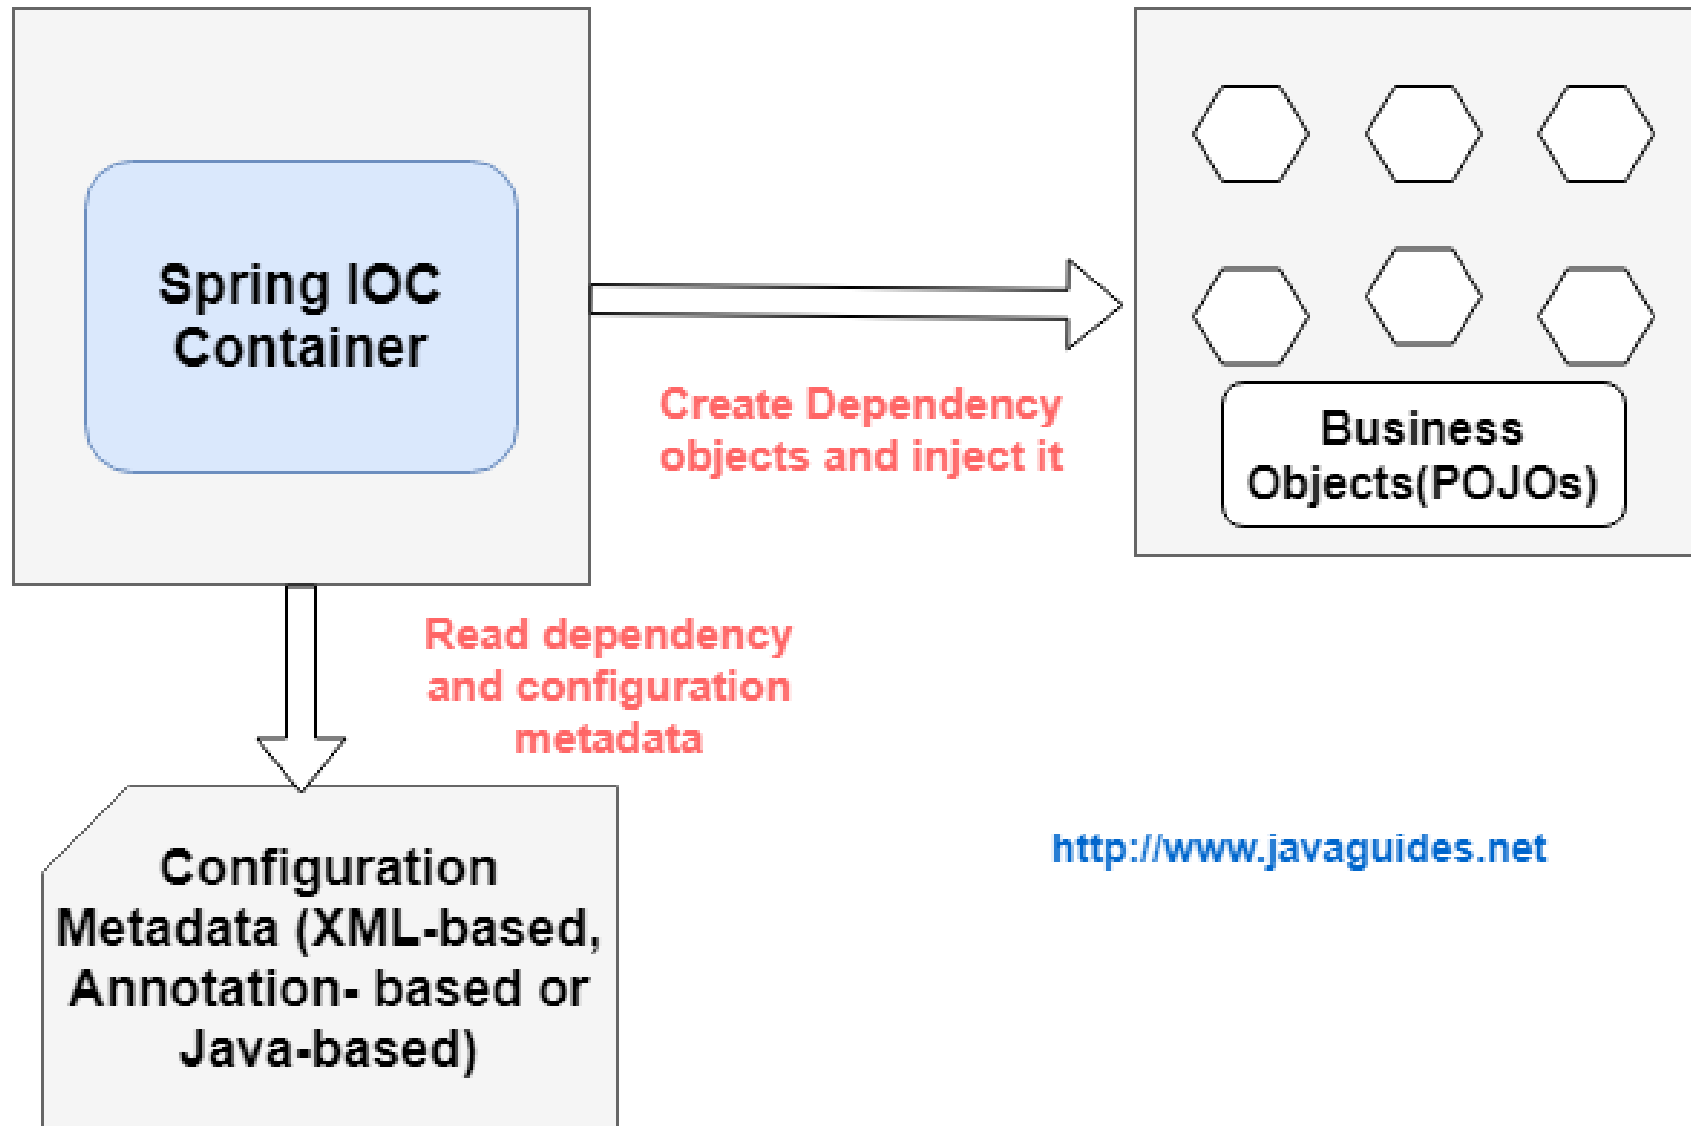 Spring IOC
Container
Create Dependency
objects and inject it
Business
Objects(POJOs)
Read dependency
and configuration
metadata
Configuration
Metadata (XML-based,
Annotation- based or
Java-based)
http://www.javaguides.net